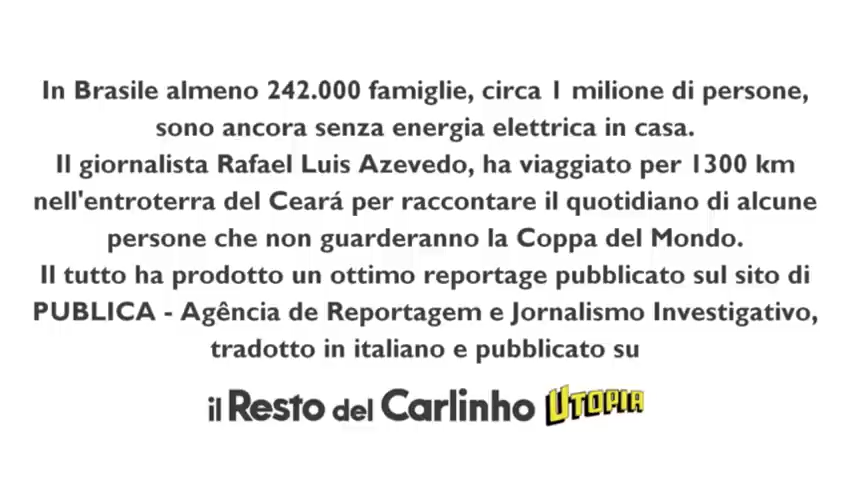 In Brasile almeno 242.000 famiglie, circa 1 milione di persone,
sono ancora senza energia elettrica in casa.
Il giornalista Rafael Luis Azevedo, ha viaggiato per 1300 km
nell'entroterra del Ceará per raccontare il quotidiano di alcune
persone che non guarderanno la Coppa del Mondo.
Il tutto ha prodotto un ottimo reportage pubblicato sul sito di
PUBLICA - Agência de Reportagem e Jornalismo Investigativo,
tradotto in italiano e pubblicato su
il Resto del Carlinho UTOPIA